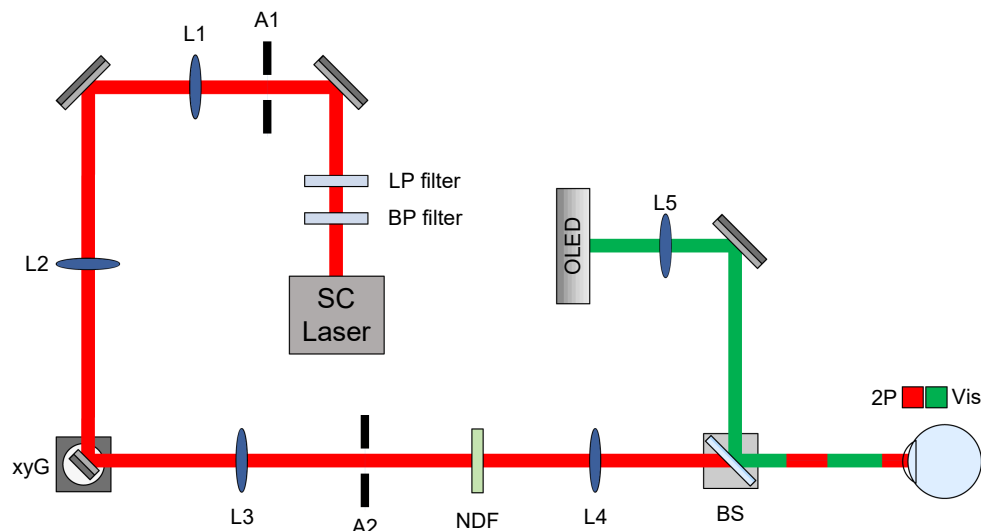 A1
L1
LP filter
BP filter
L5
OLED
L2
SC
Laser
2P
Vis
xyG
L3
A2
NDF
L4
BS